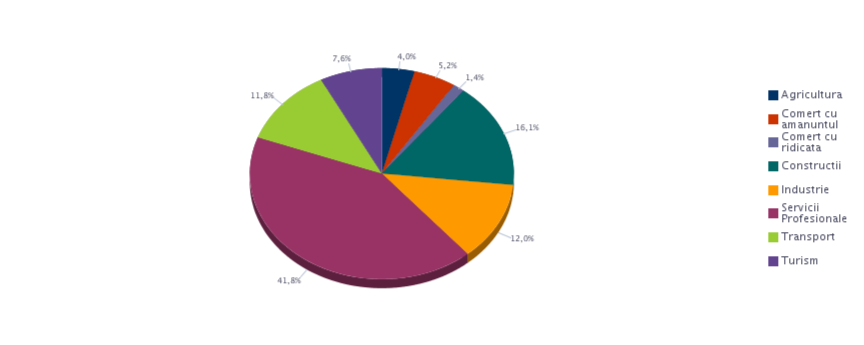 7,6%
4,0%
5,2%
1,4%
11,8%
16,1%
12,0%
41,8%
Agricultura
Comert cu
amanuntul
Comert cu
ridicata
Constructii
Industrie
Servicii
Profesionale
Transport
Turism